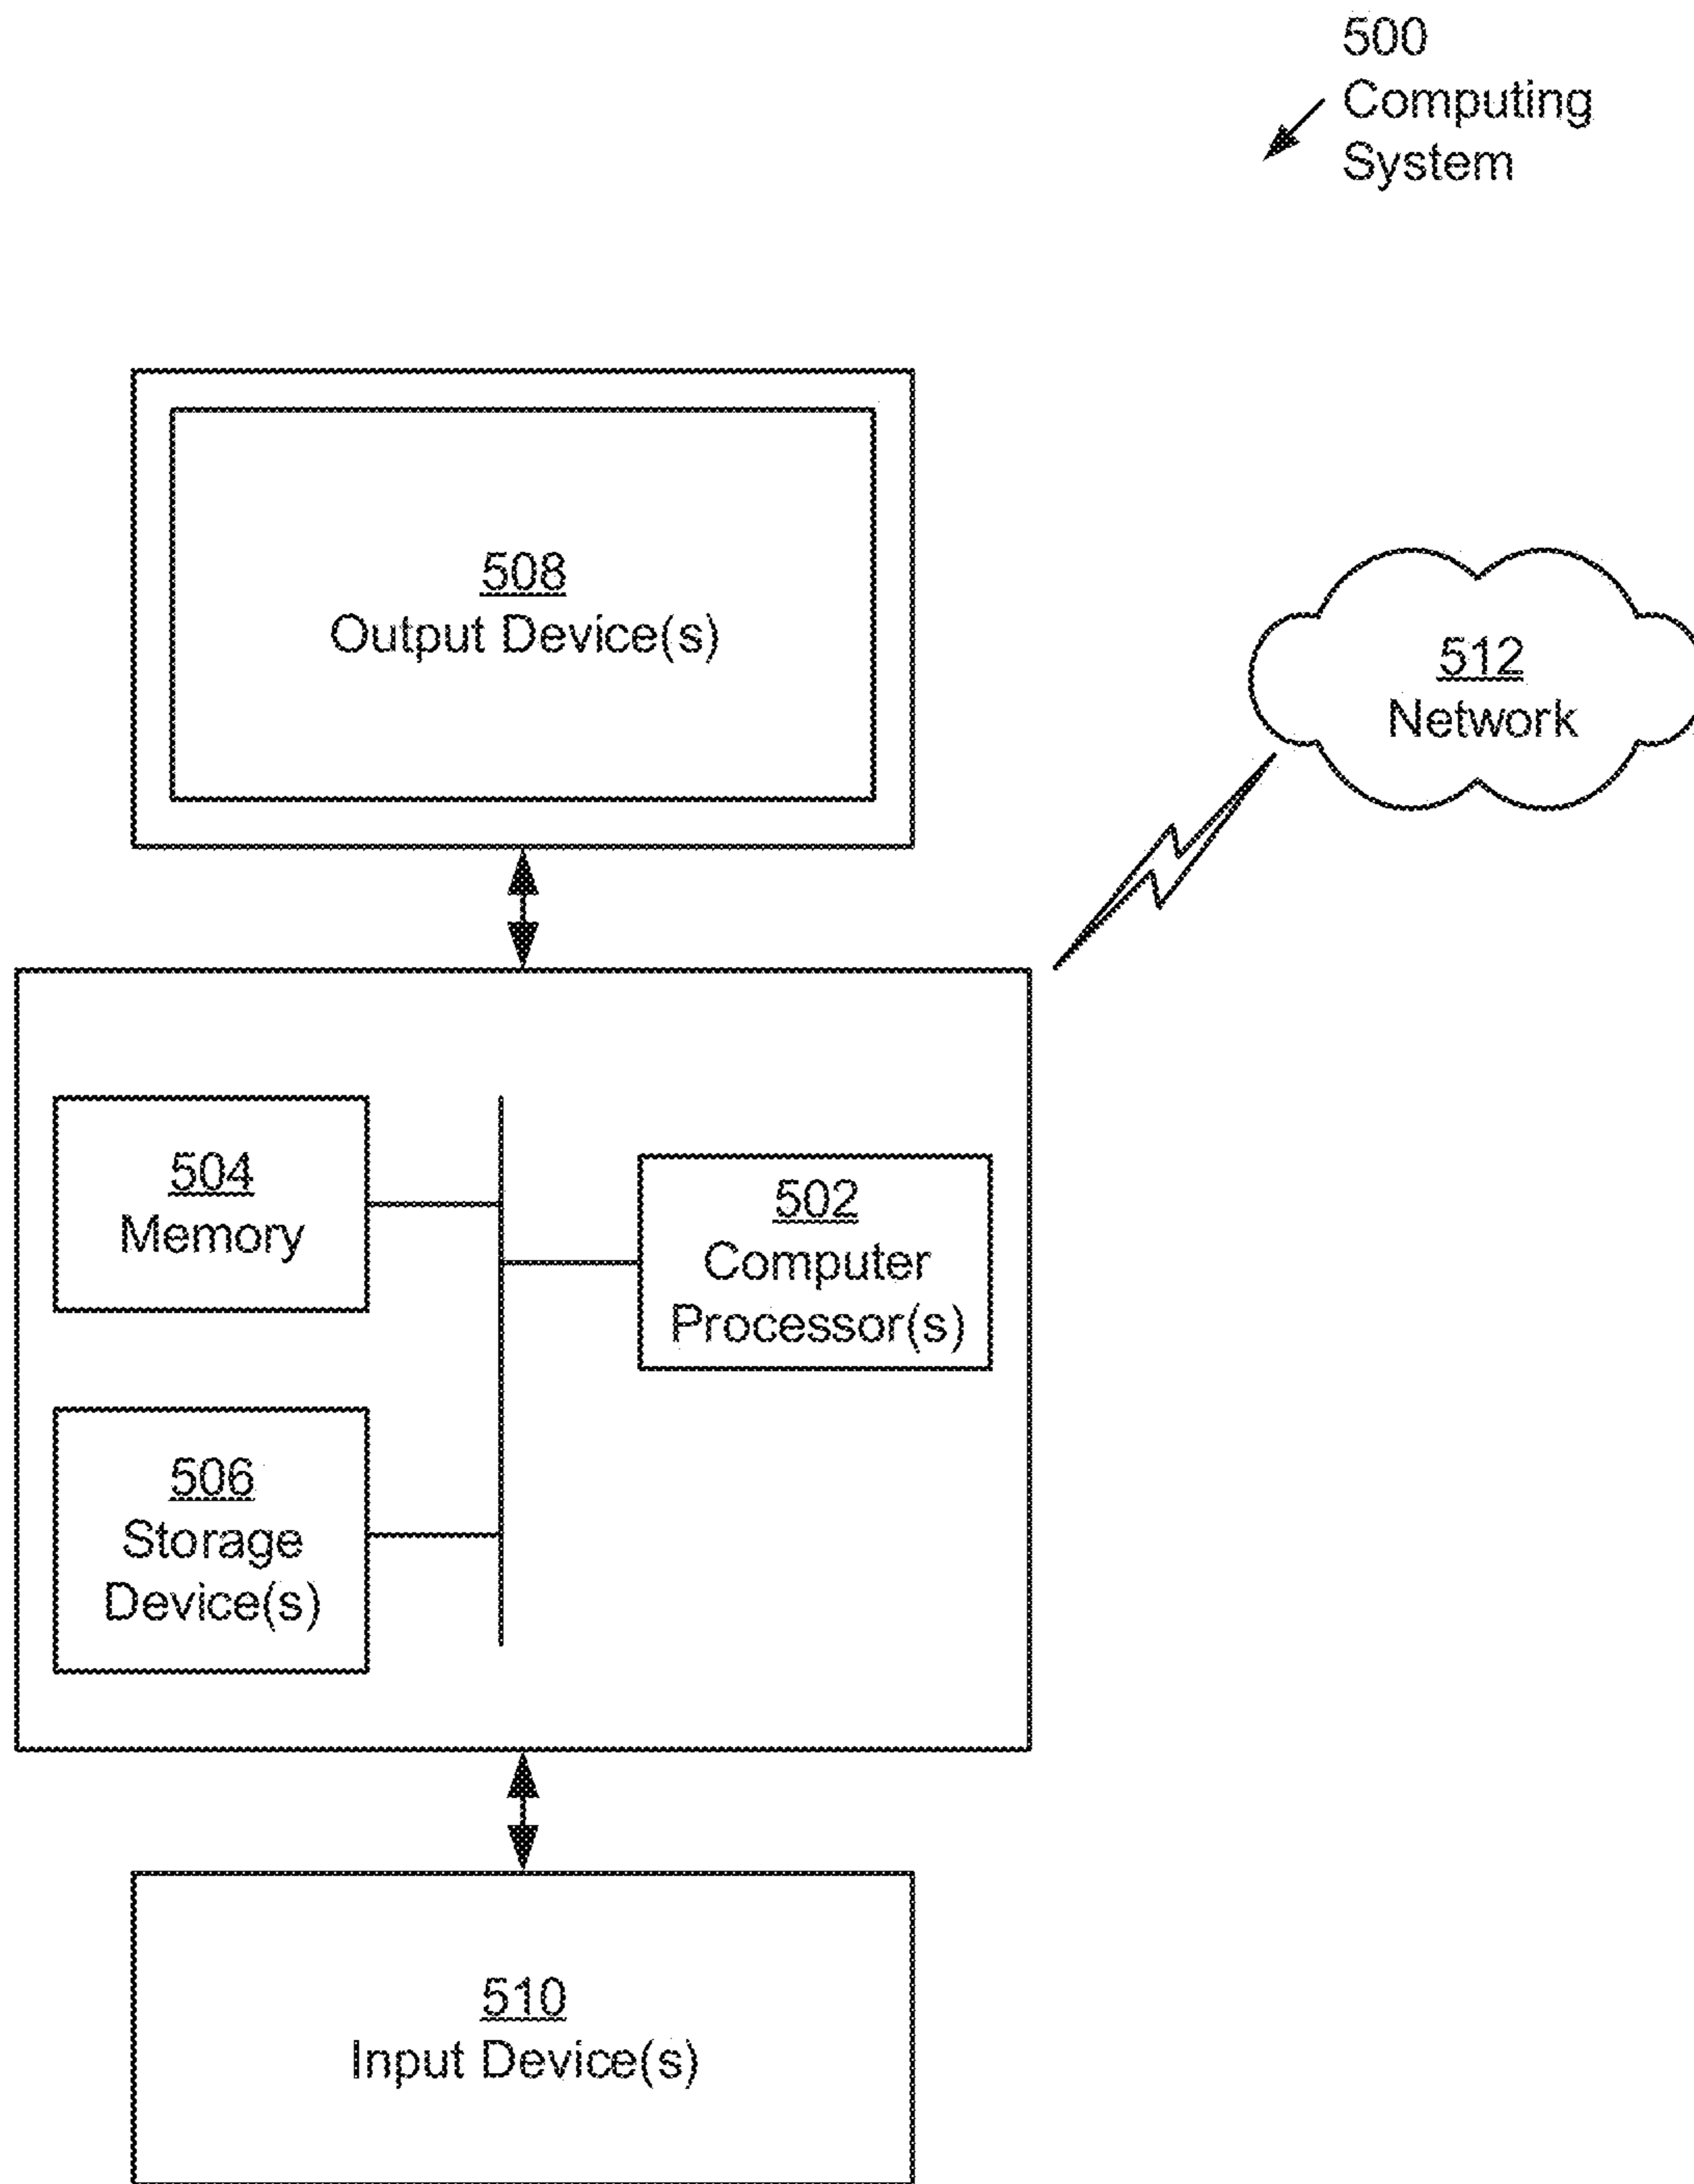 500
Computing
System
508
Output Device(s)
512
Network
504
Memory
502
Computer
Processor(s)
506
Storage
Device(s)
510
Input Device(s)